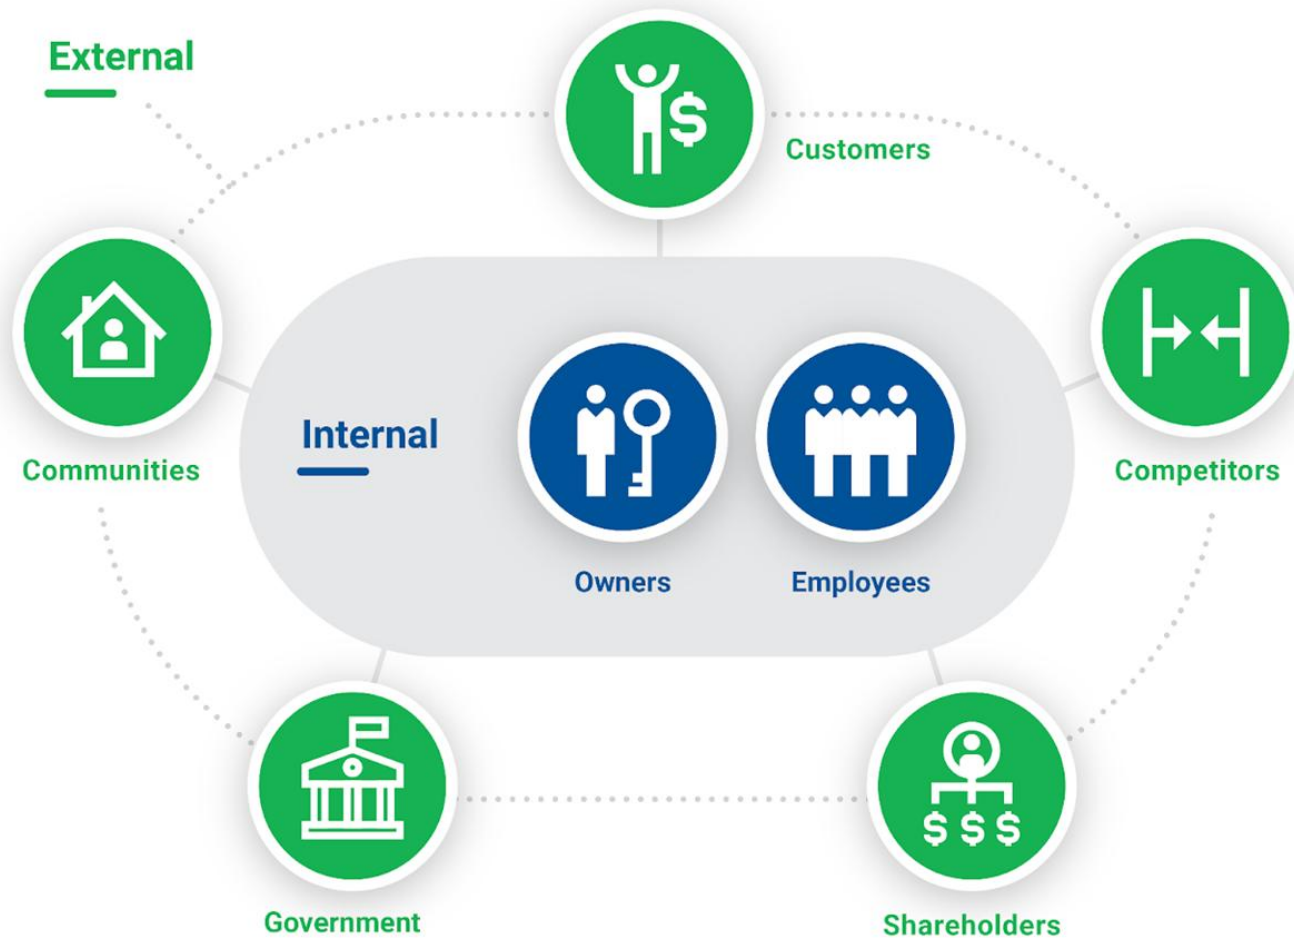 External
Customers
Communities
Internal
Competitors
Owners
Employees
Government
Shareholders
$
$ $ $